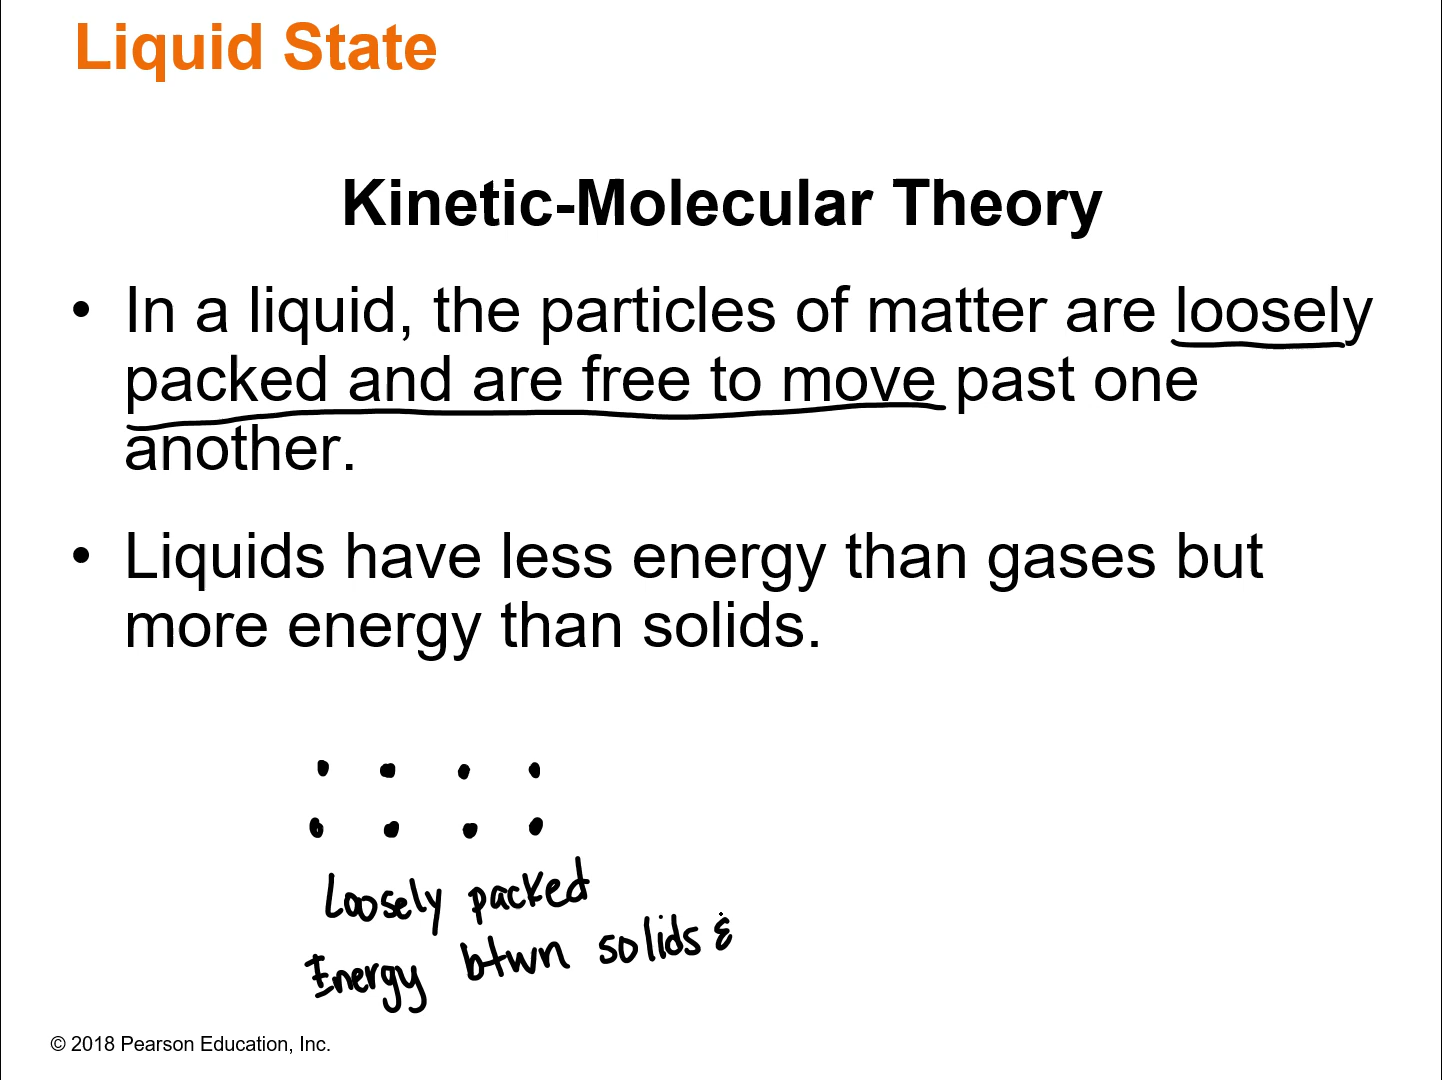 Liquid State
Kinetic-Molecular Theory
• In a liquid, the particles of matter are loosely
packed and are free to move past one
another.
• Liquids have less energy than gases but
more energy than solids.
Loosely packed
Energy btwn solids &
© 2018 Pearson Education, Inc.